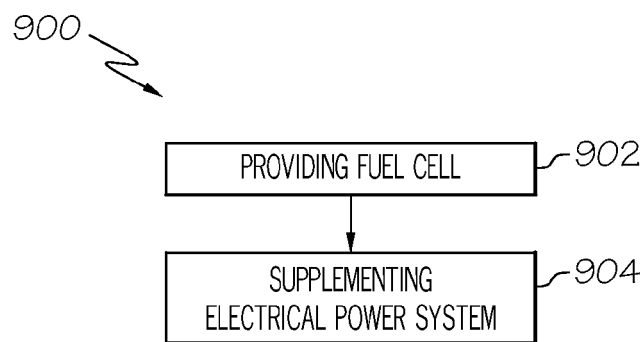 900
PROVIDING FUEL CELL
902
SUPPLEMENTING
ELECTRICAL POWER SYSTEM
904